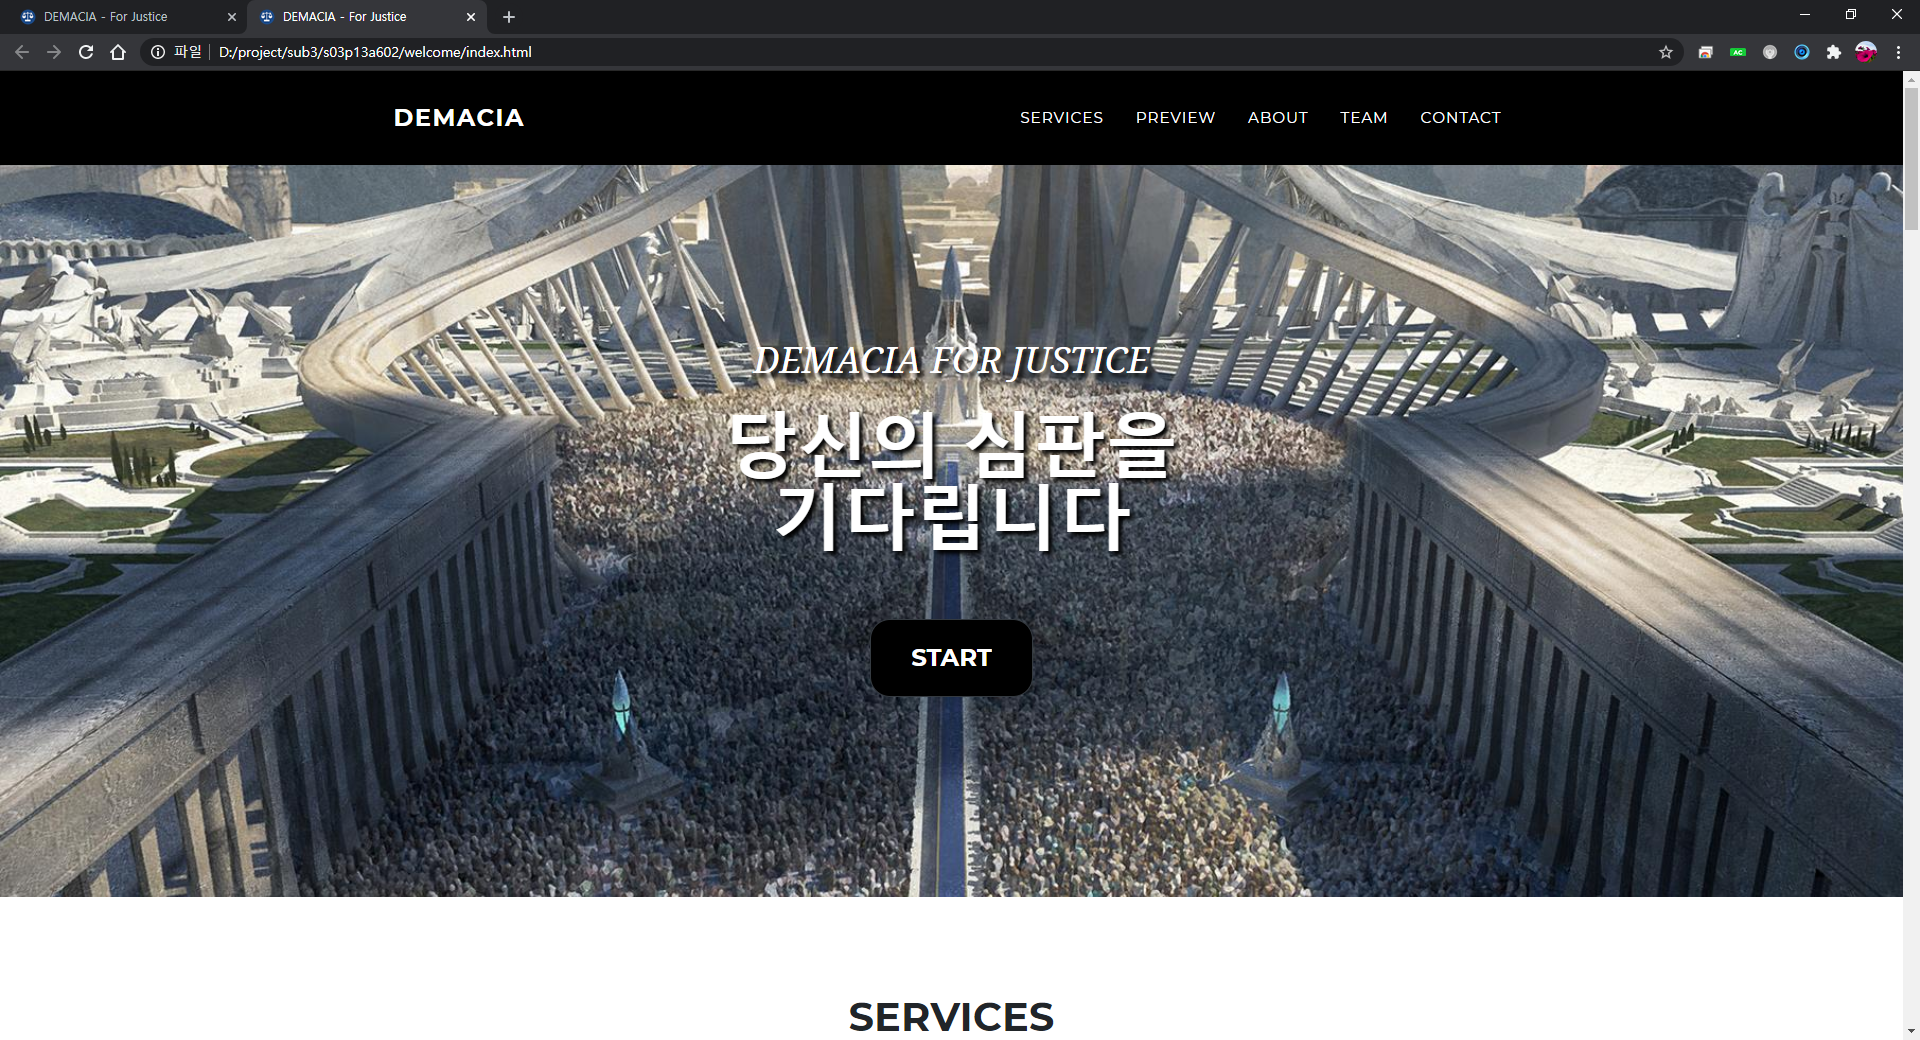 DEMACIA - For Justice
DEMACIA - For Justice
파일
D:/project/sub3/s03p13a602/welcome/index.html
AC
DEMACIA
SERVICES
PREVIEW
ABOUT
TEAM
CONTACT
DEMACIA FOR JUSTICE
당신의 심판을
기다립니다
START
SERVICES